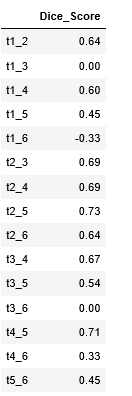 Dice_Score
t1_2 0.64
t1_3 0.00
t1_4 0.60
t1_5 0.45
t1_6 -0.33
t2_3 0.69
t2_4 0.69
t2_5 0.73
t2_6 0.64
t3_4 0.67
t3_5 0.54
t3_6 0.00
t4_5 0.71
t4_6 0.33
t5_6 0.45